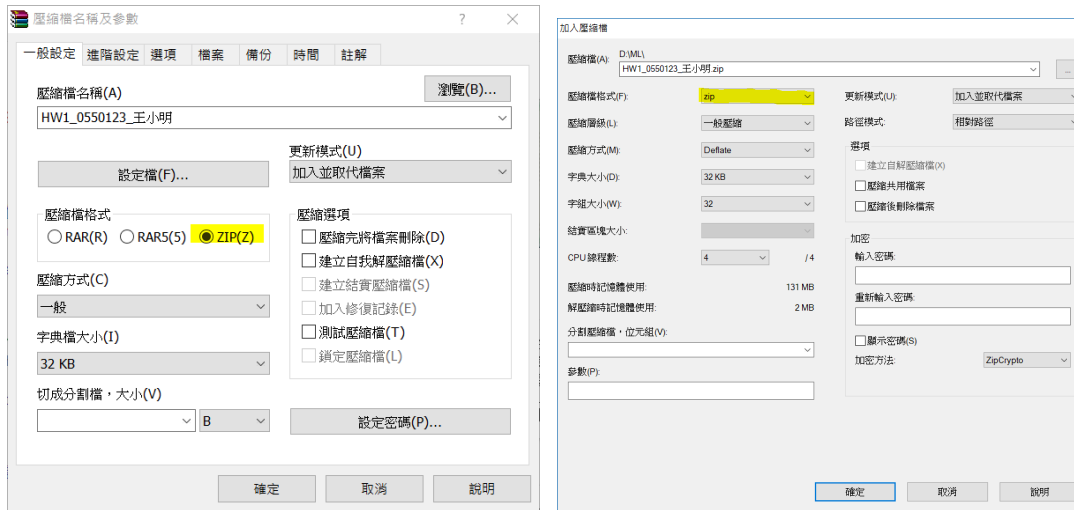 壓縮檔名稱及參數
一般設定 進階設定 選項 檔案 備份 時間 註解
壓縮檔名稱(A)
瀏覽(B)...
HW1_0550123_王小明
設定檔(F)...
更新模式(U)
加入並取代檔案
壓縮檔格式
RAR(R) RAR5(5) ZIP(Z)
壓縮方式(C)
一般
字典檔大小(I)
32 KB
切成分割檔，大小(V)
B
壓縮選項
壓縮完將檔案刪除(D)
建立自我解壓縮檔(X)
建立結實壓縮檔(S)
加入修復記錄(E)
測試壓縮檔(T)
鎖定壓縮檔(L)
設定密碼(P)...
確定 取消 說明
加入壓縮檔
壓縮檔(A): D:\ML\
HW1_0550123_王小明.zip
...
壓縮檔格式(F): zip
壓縮層級(L): 一般壓縮
壓縮方式(M): Deflate
字典大小(D): 32 KB
字組大小(W): 32
結實區塊大小:
CPU 線程數: 4 / 4
壓縮時記憶體使用: 131 MB
解壓縮時記憶體使用: 2 MB
分割壓縮檔，位元組(V):
參數(P):
更新模式(U): 加入並取代檔案
路徑模式: 相對路徑
選項
建立自解壓縮檔(X)
壓縮共用檔案
壓縮後刪除檔案
加密
輸入密碼:
重新輸入密碼:
顯示密碼(S)
加密方法: ZipCrypto
確定 取消 說明